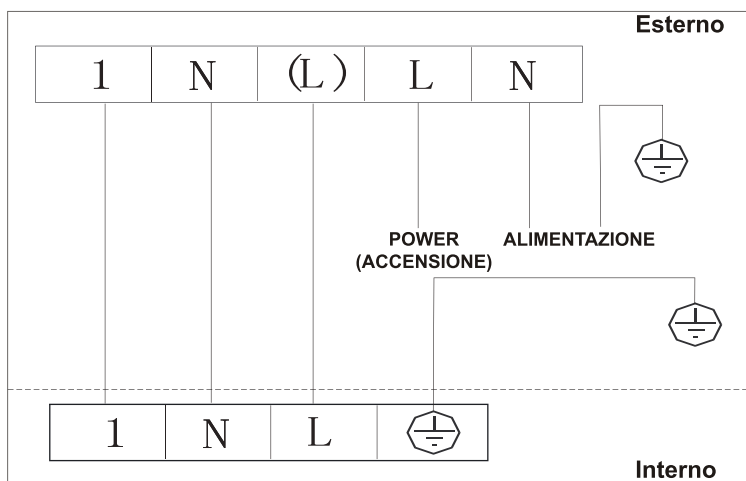 Esterno
1 N (L) L N
POWER ALIMENTAZIONE
(ACCENSIONE)
1 N L
Interno